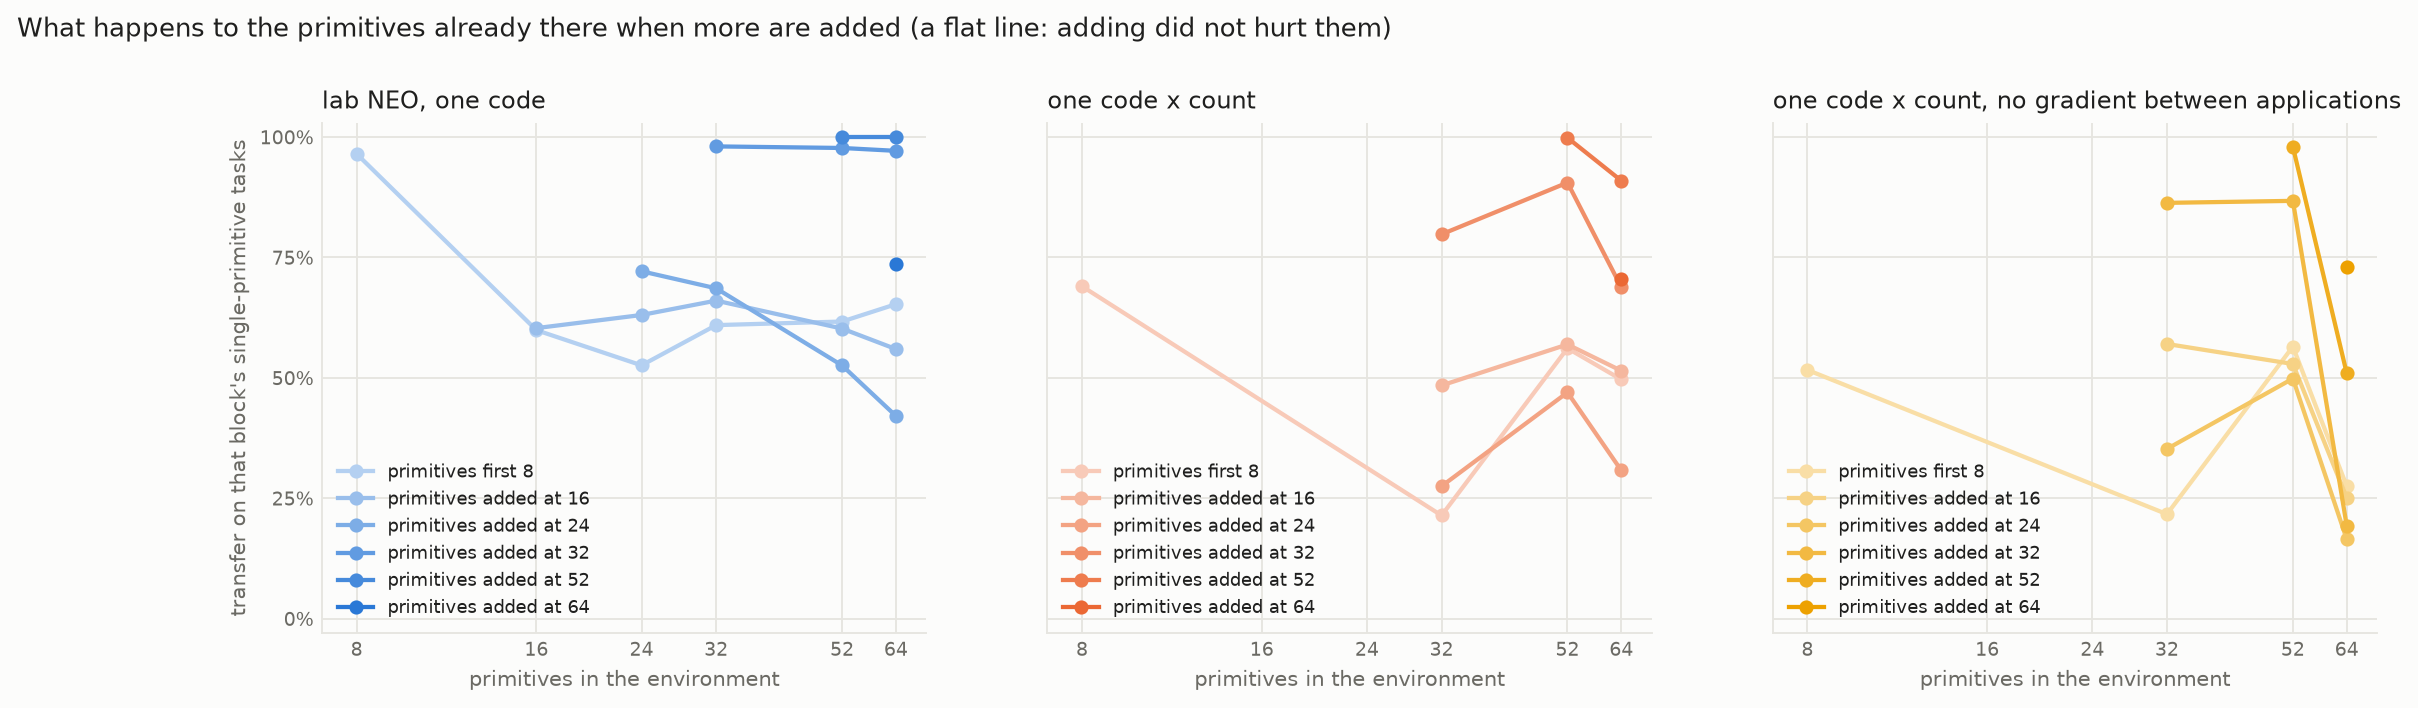 What happens to the primitives already there when more are added (a flat line: adding did not hurt them)
lab NEO, one code
transfer on that block's single-primitive tasks
100%
75%
50%
25%
0%
primitives first 8
primitives added at 16
primitives added at 24
primitives added at 32
primitives added at 52
primitives added at 64
8 16 24 32 52 64
primitives in the environment
one code x count
primitives first 8
primitives added at 16
primitives added at 24
primitives added at 32
primitives added at 52
primitives added at 64
8 16 24 32 52 64
primitives in the environment
one code x count, no gradient between applications
primitives first 8
primitives added at 16
primitives added at 24
primitives added at 32
primitives added at 52
primitives added at 64
8 16 24 32 52 64
primitives in the environment